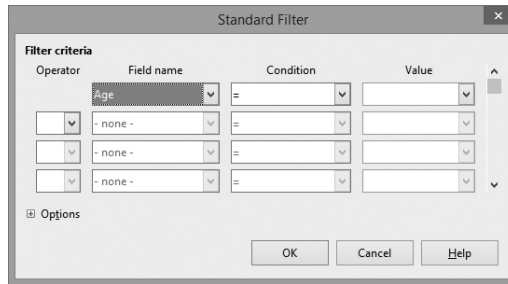 Standard Filter
Filter criteria
Operator Field name Condition Value
Age =
- none - =
- none - =
- none - =
Options
OK Cancel Help